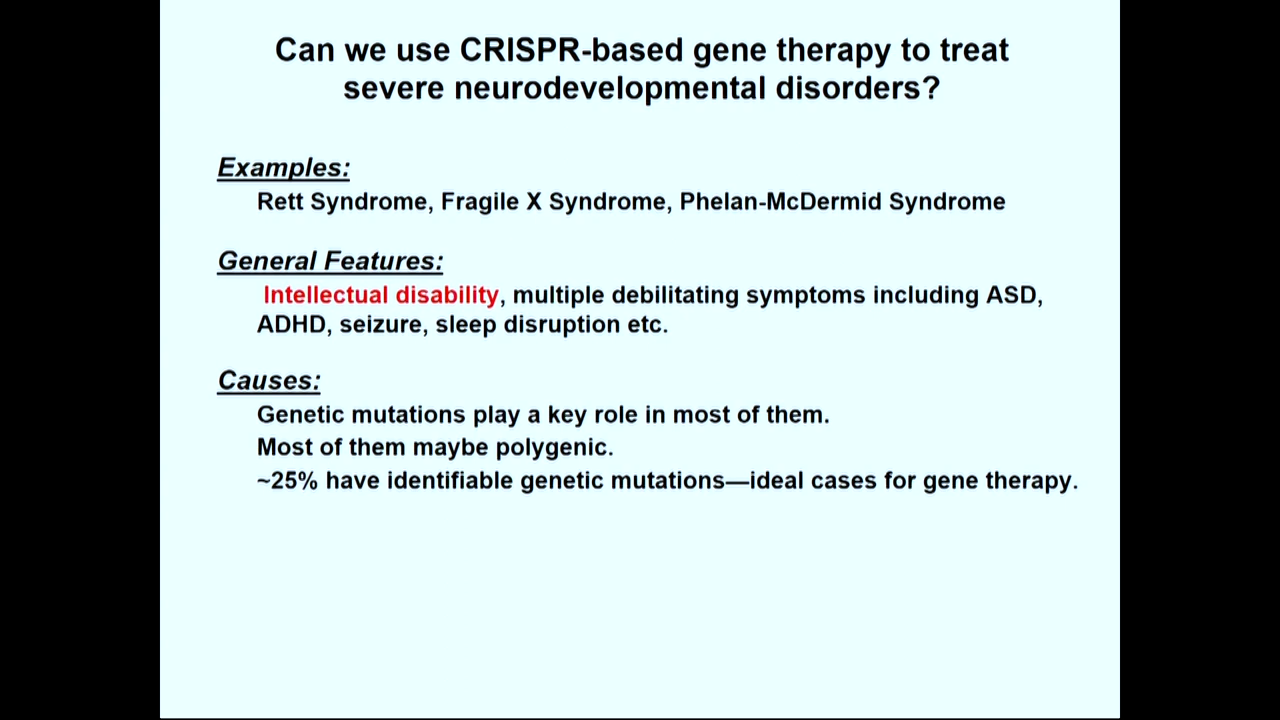 Can we use CRISPR-based gene therapy to treat
severe neurodevelopmental disorders?
Examples:
Rett Syndrome, Fragile X Syndrome, Phelan-McDermid Syndrome
General Features:
Intellectual disability, multiple debilitating symptoms including ASD,
ADHD, seizure, sleep disruption etc.
Causes:
Genetic mutations play a key role in most of them.
Most of them maybe polygenic.
~25% have identifiable genetic mutations—ideal cases for gene therapy.